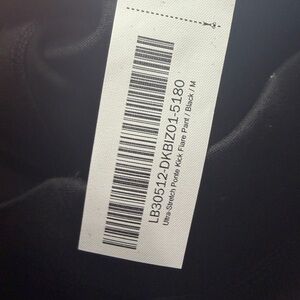 LB30512-DKBIZ01-5180
Ultra-Stretch Ponte Kick Flare Pant / Black / M